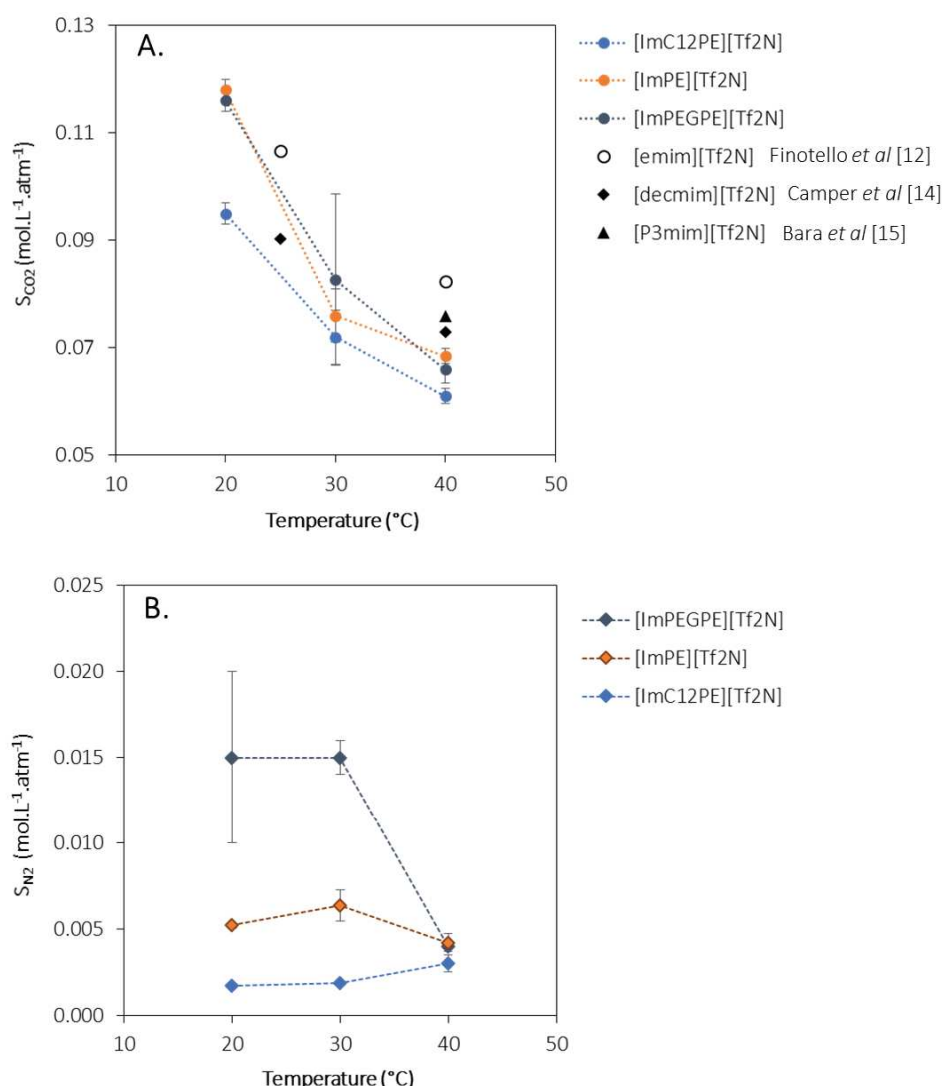 A.
0.13
0.11
0.09
0.07
0.05
S_CO2 (mol.L⁻¹.atm⁻¹)
10 20 30 40 50
Temperature (°C)
[ImC12PE][Tf2N]
[ImPE][Tf2N]
[ImPEGPE][Tf2N]
[emim][Tf2N] Finotello et al [12]
[decmim][Tf2N] Camper et al [14]
[P3mim][Tf2N] Bara et al [15]
B.
0.025
0.020
0.015
0.010
0.005
0.000
S_N2 (mol.L⁻¹.atm⁻¹)
10 20 30 40 50
Temperature (°C)
[ImPEGPE][Tf2N]
[ImPE][Tf2N]
[ImC12PE][Tf2N]